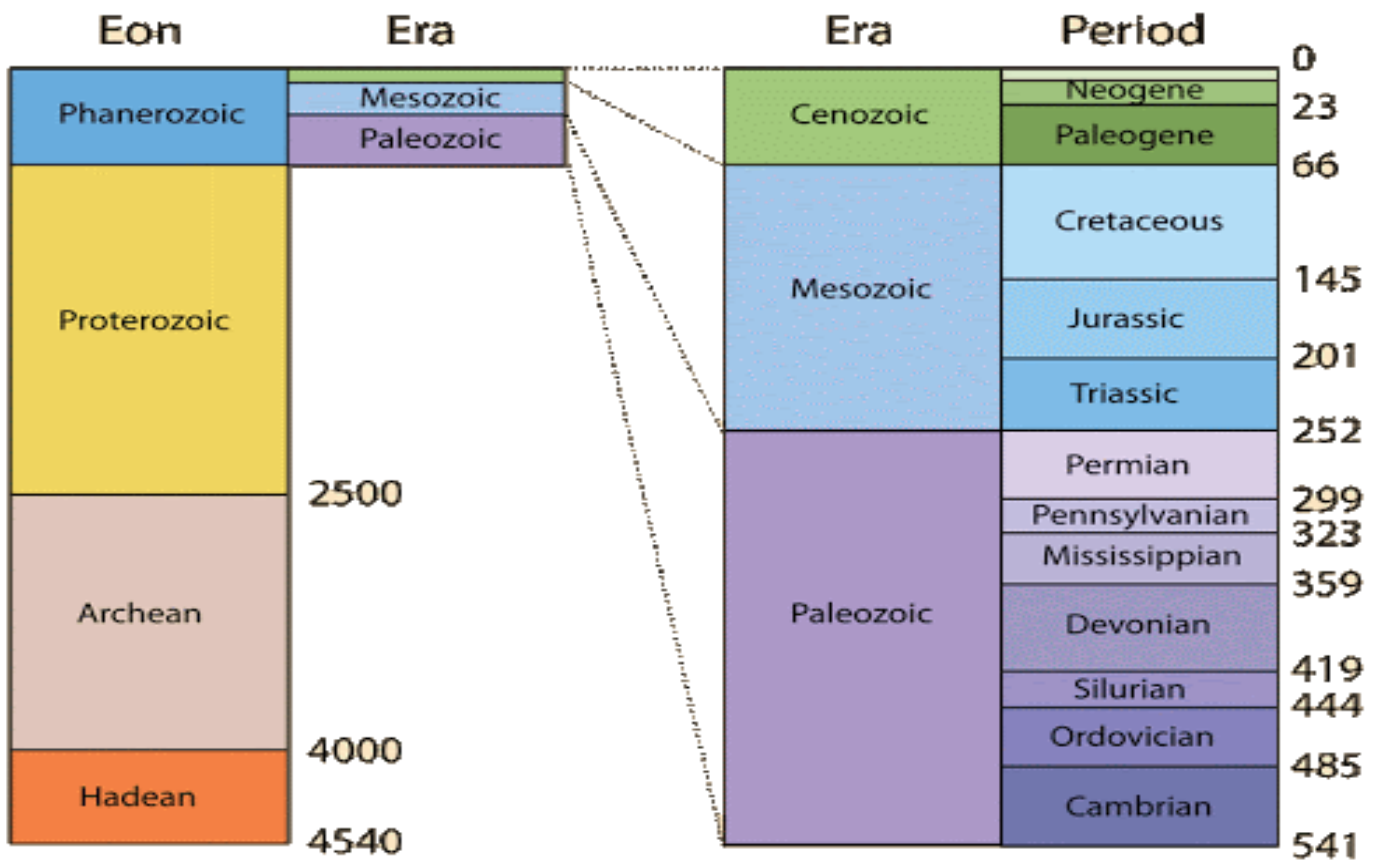 Eon
Era
Phanerozoic
Mesozoic
Paleozoic
Proterozoic
2500
Archean
4000
Hadean
4540
Era
Period
0
Cenozoic
Neogene
23
Paleogene
66
Mesozoic
Cretaceous
145
Jurassic
201
Triassic
252
Paleozoic
Permian
299
Pennsylvanian
323
Mississippian
359
Devonian
419
Silurian
444
Ordovician
485
Cambrian
541